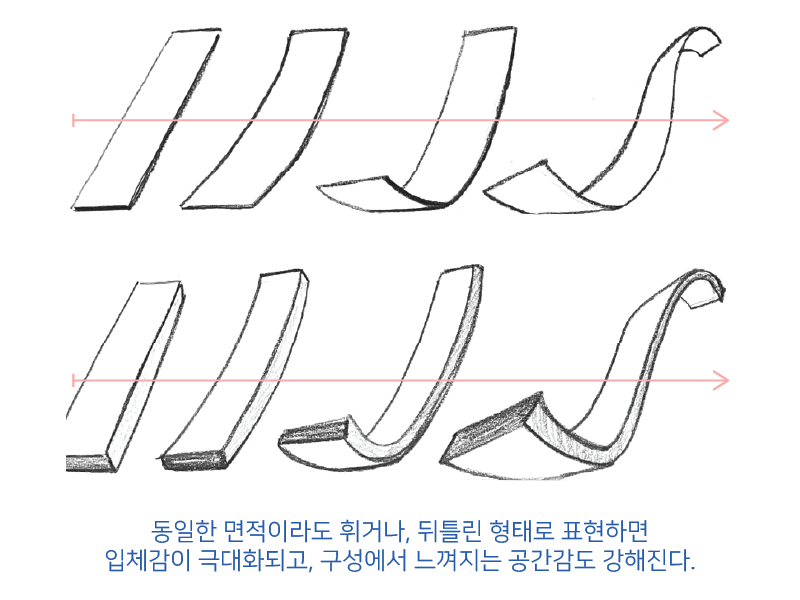 동일한 면적이라도 휘거나, 뒤틀린 형태로 표현하면
입체감이 극대화되고, 구성에서 느껴지는 공간감도 강해진다.